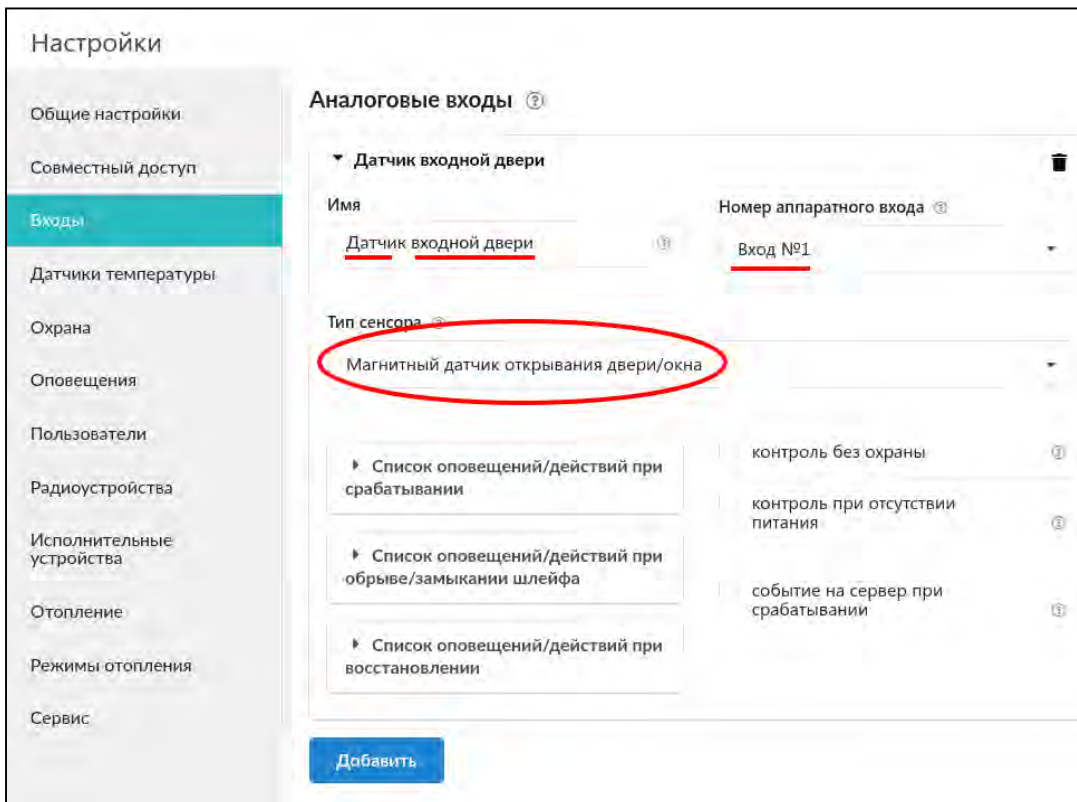 Настройки
Общие настройки
Совместный доступ
Входы
Датчики температуры
Охрана
Оповещения
Пользователи
Радиоустройства
Исполнительные
устройства
Отопление
Режимы отопления
Сервис
Аналоговые входы
Датчик входной двери
Имя
Датчик входной двери
Номер аппаратного входа
Вход №1
Тип сенсора
Магнитный датчик открывания двери/окна
Список оповещений/действий при
срабатывании
Список оповещений/действий при
обрыве/замыкании шлейфа
Список оповещений/действий при
восстановлении
контроль без охраны
контроль при отсутствии
питания
событие на сервер при
срабатывании
Добавить